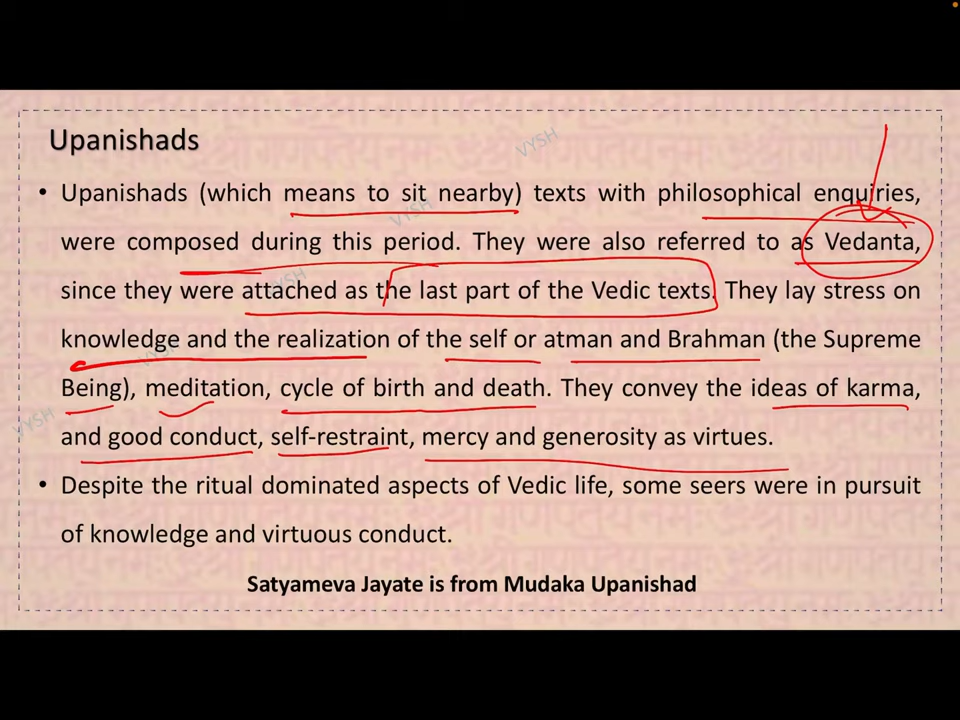 Upanishads
• Upanishads (which means to sit nearby) texts with philosophical enquiries,
were composed during this period. They were also referred to as Vedanta,
since they were attached as the last part of the Vedic texts. They lay stress on
knowledge and the realization of the self or atman and Brahman (the Supreme
Being), meditation, cycle of birth and death. They convey the ideas of karma,
and good conduct, self-restraint, mercy and generosity as virtues.
• Despite the ritual dominated aspects of Vedic life, some seers were in pursuit
of knowledge and virtuous conduct.
Satyameva Jayate is from Mudaka Upanishad
VYSH
VYSH
VYSH
VYSH
VYSH